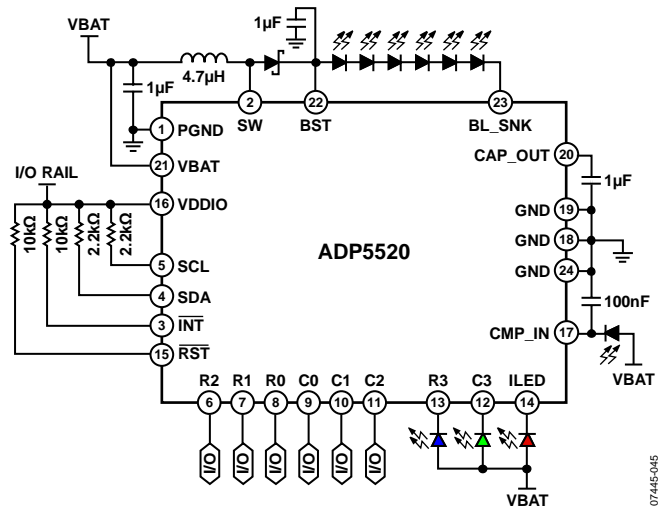 VBAT
1µF
1µF
4.7µH
2
SW
22
BST
23
BL_SNK
1
PGND
21
VBAT
I/O RAIL
16
VDDIO
10kΩ
10kΩ
2.2kΩ
2.2kΩ
5
SCL
4
SDA
3
INT
15
RST
ADP5520
CAP_OUT
20
1µF
GND
19
GND
18
GND
24
100nF
CMP_IN
17
VBAT
R2
R1
R0
C0
C1
C2
R3
C3
ILED
6
7
8
9
10
11
13
12
14
I/O
I/O
I/O
I/O
I/O
I/O
VBAT
07445-045